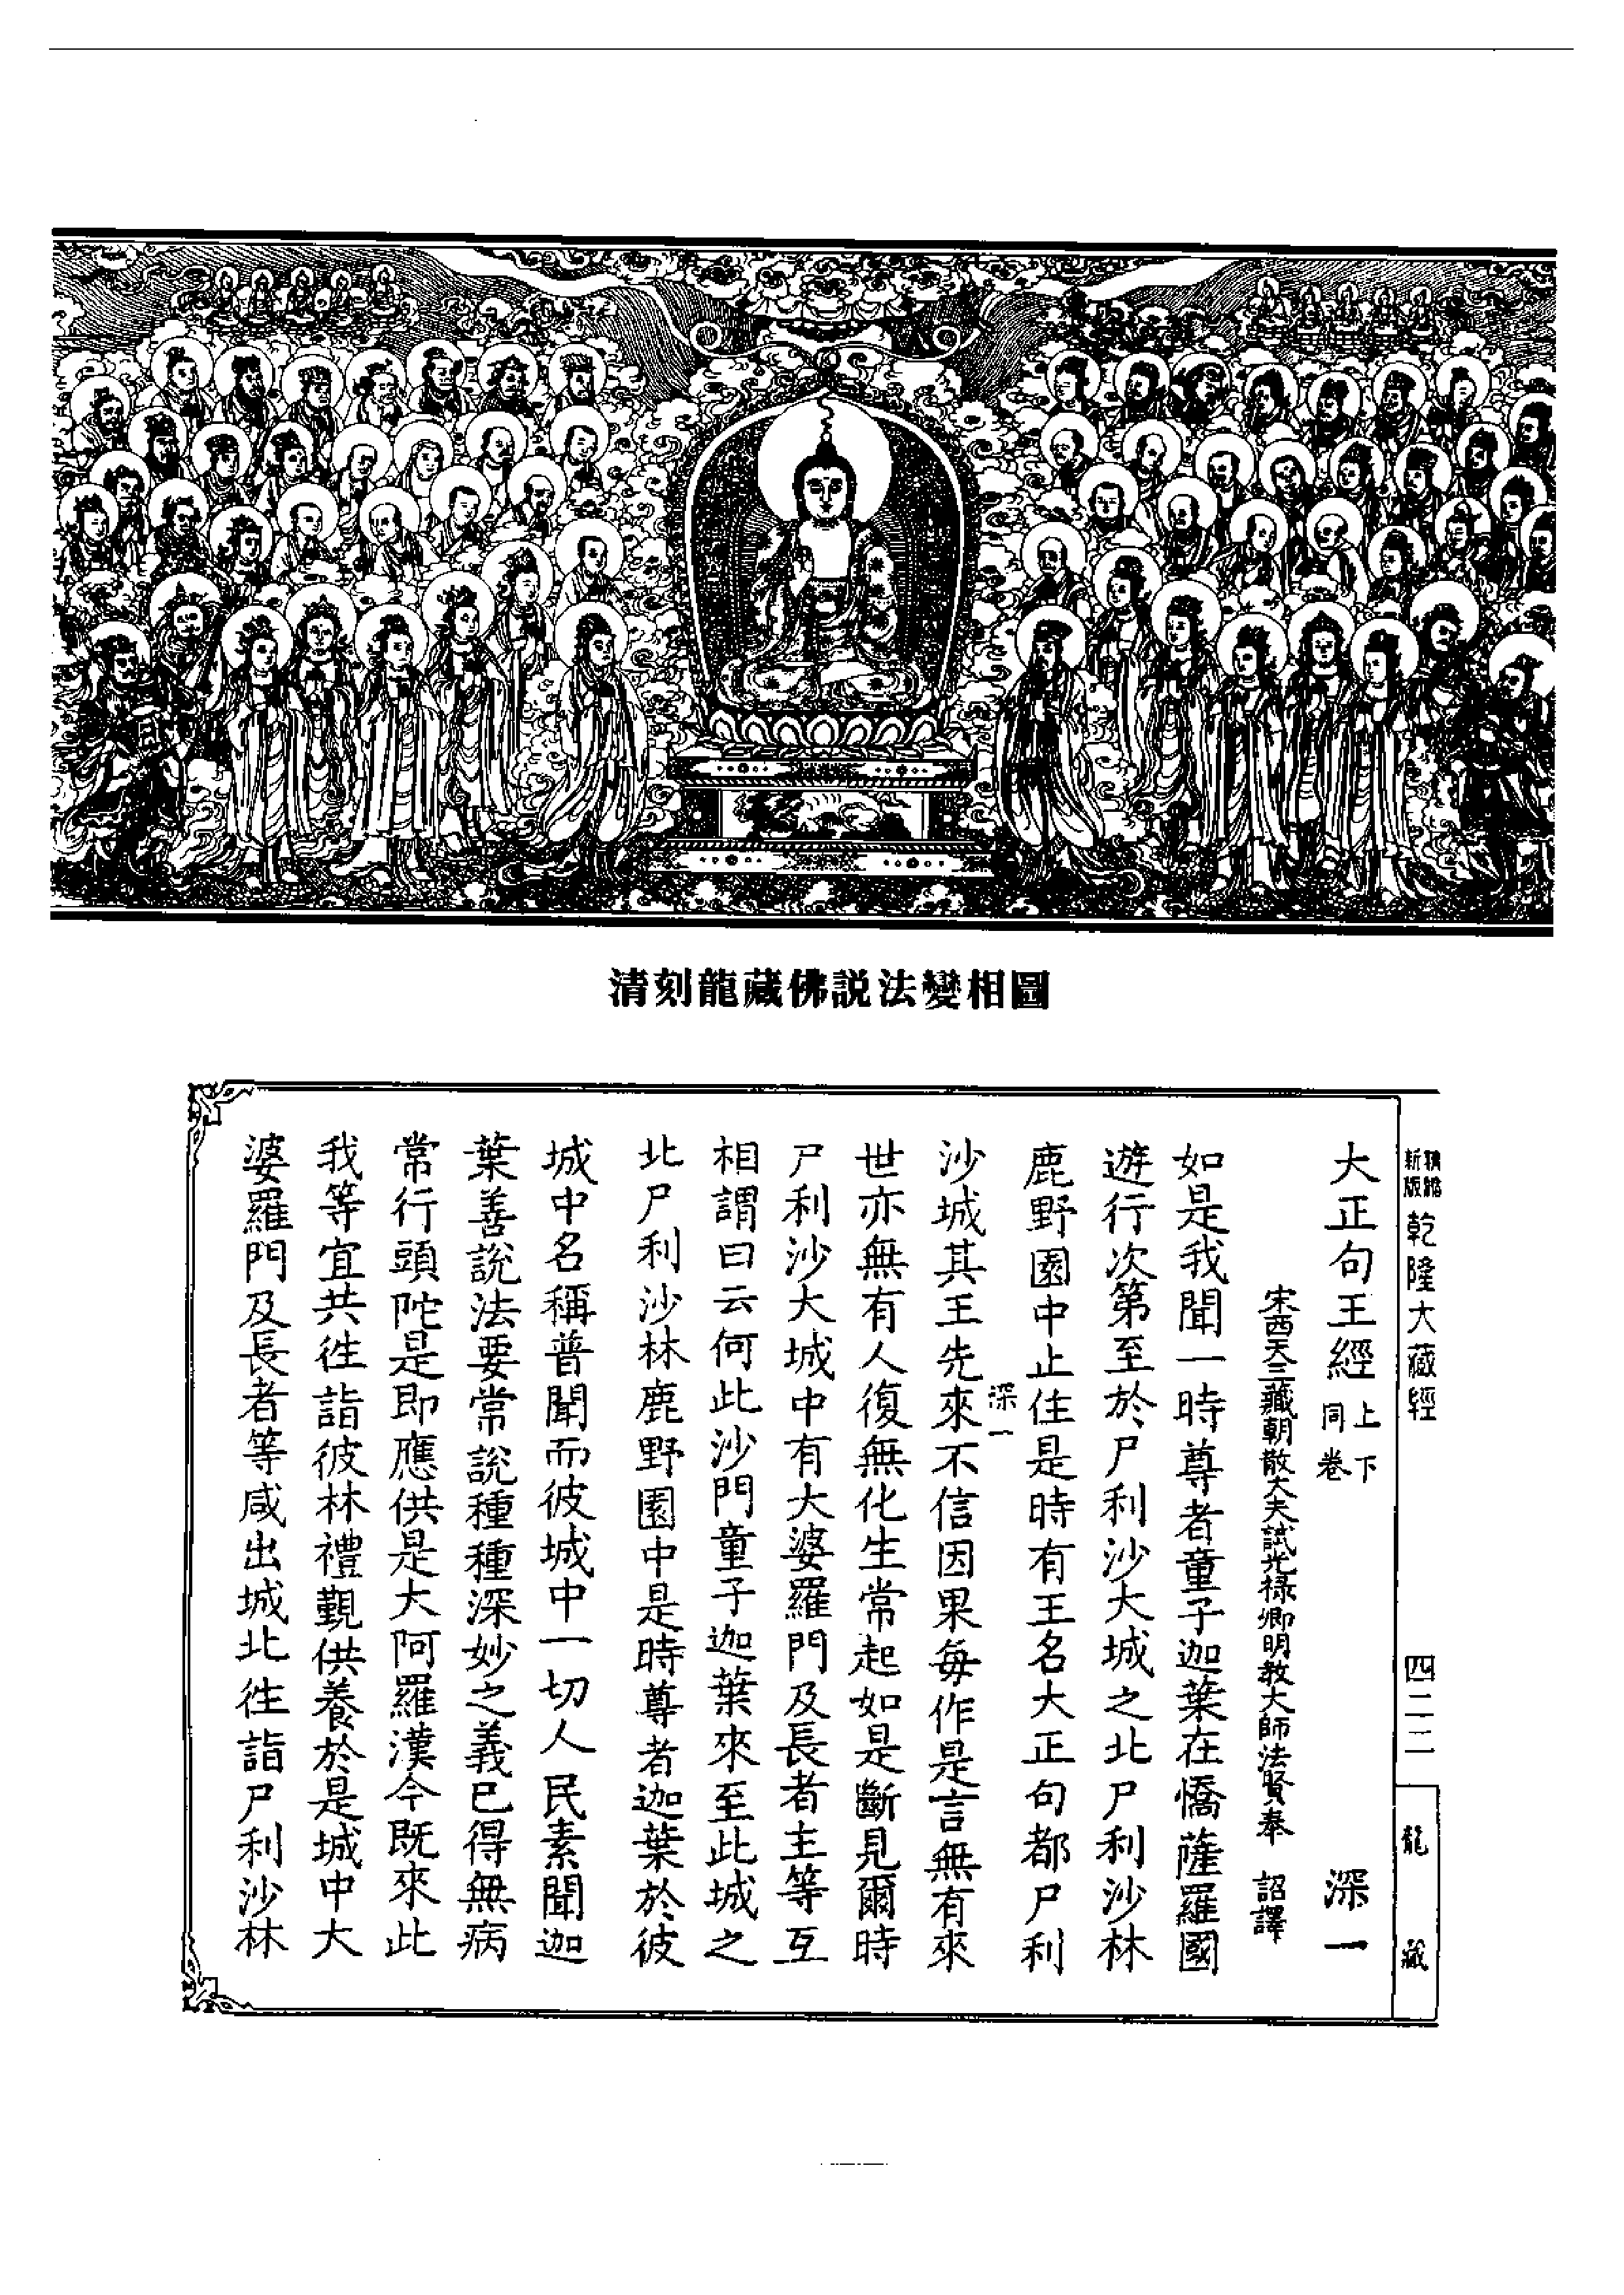 清刻龍藏佛説法變相圖
新版
精縮
乾隆大藏經
四二二
龍藏
大正句王經
上下
同卷
深一
宋西天三藏朝散大夫試光祿卿明教大師法賢奉 詔譯
如是我聞一時尊者童子迦葉在憍薩羅國
遊行次第至於尸利沙大城之北尸利沙林
鹿野園中止住是時有王名大正句都尸利
深一
沙城其王先來不信因果每作是言無有來
世亦無有人復無化生常起如是斷見爾時
尸利沙大城中有大婆羅門及長者主等互
相謂曰云何此沙門童子迦葉來至此城之
北尸利沙林鹿野園中是時尊者迦葉於彼
城中名稱普聞而彼城中一切人民素聞迦
葉善說法要常說種種深妙之義已得無病
常行頭陀是即應供是大阿羅漢今既來此
我等宜共往詣彼林禮覲供養於是城中大
婆羅門及長者等咸出城北往詣尸利沙林